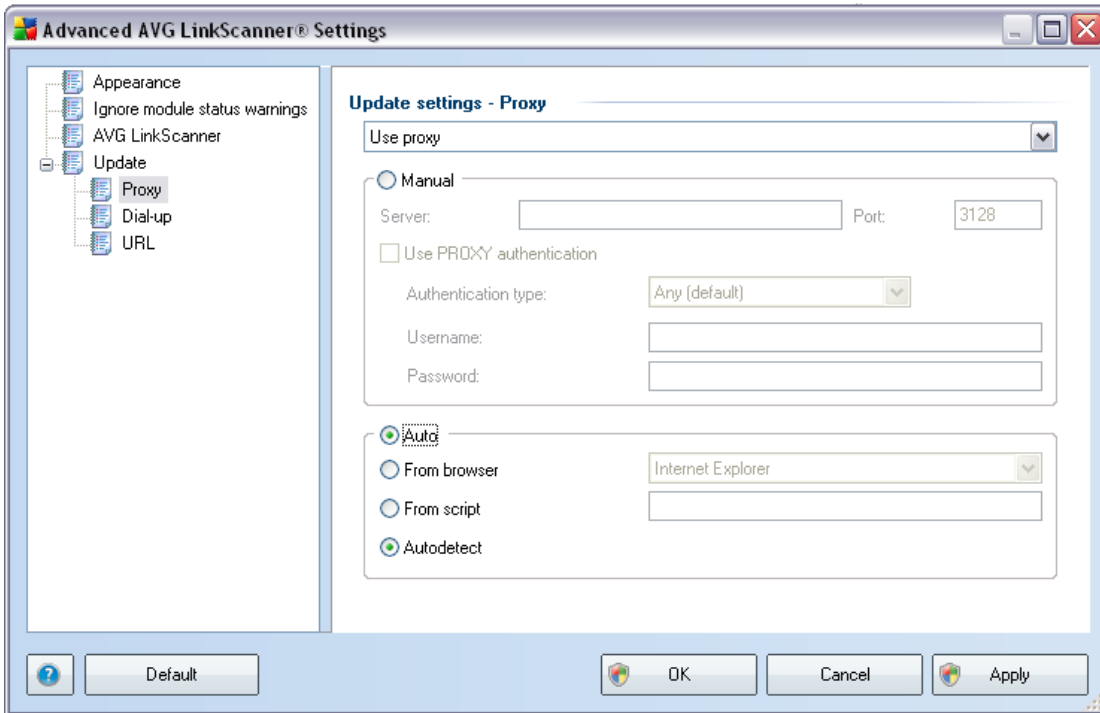 Advanced AVG LinkScanner® Settings
Appearance
Ignore module status warnings
AVG LinkScanner
Update
Proxy
Dial-up
URL
Update settings - Proxy
Use proxy
Manual
Server:
Port: 3128
Use PROXY authentication
Authentication type: Any (default)
Username:
Password:
Auto
From browser Internet Explorer
From script
Autodetect
? Default OK Cancel Apply